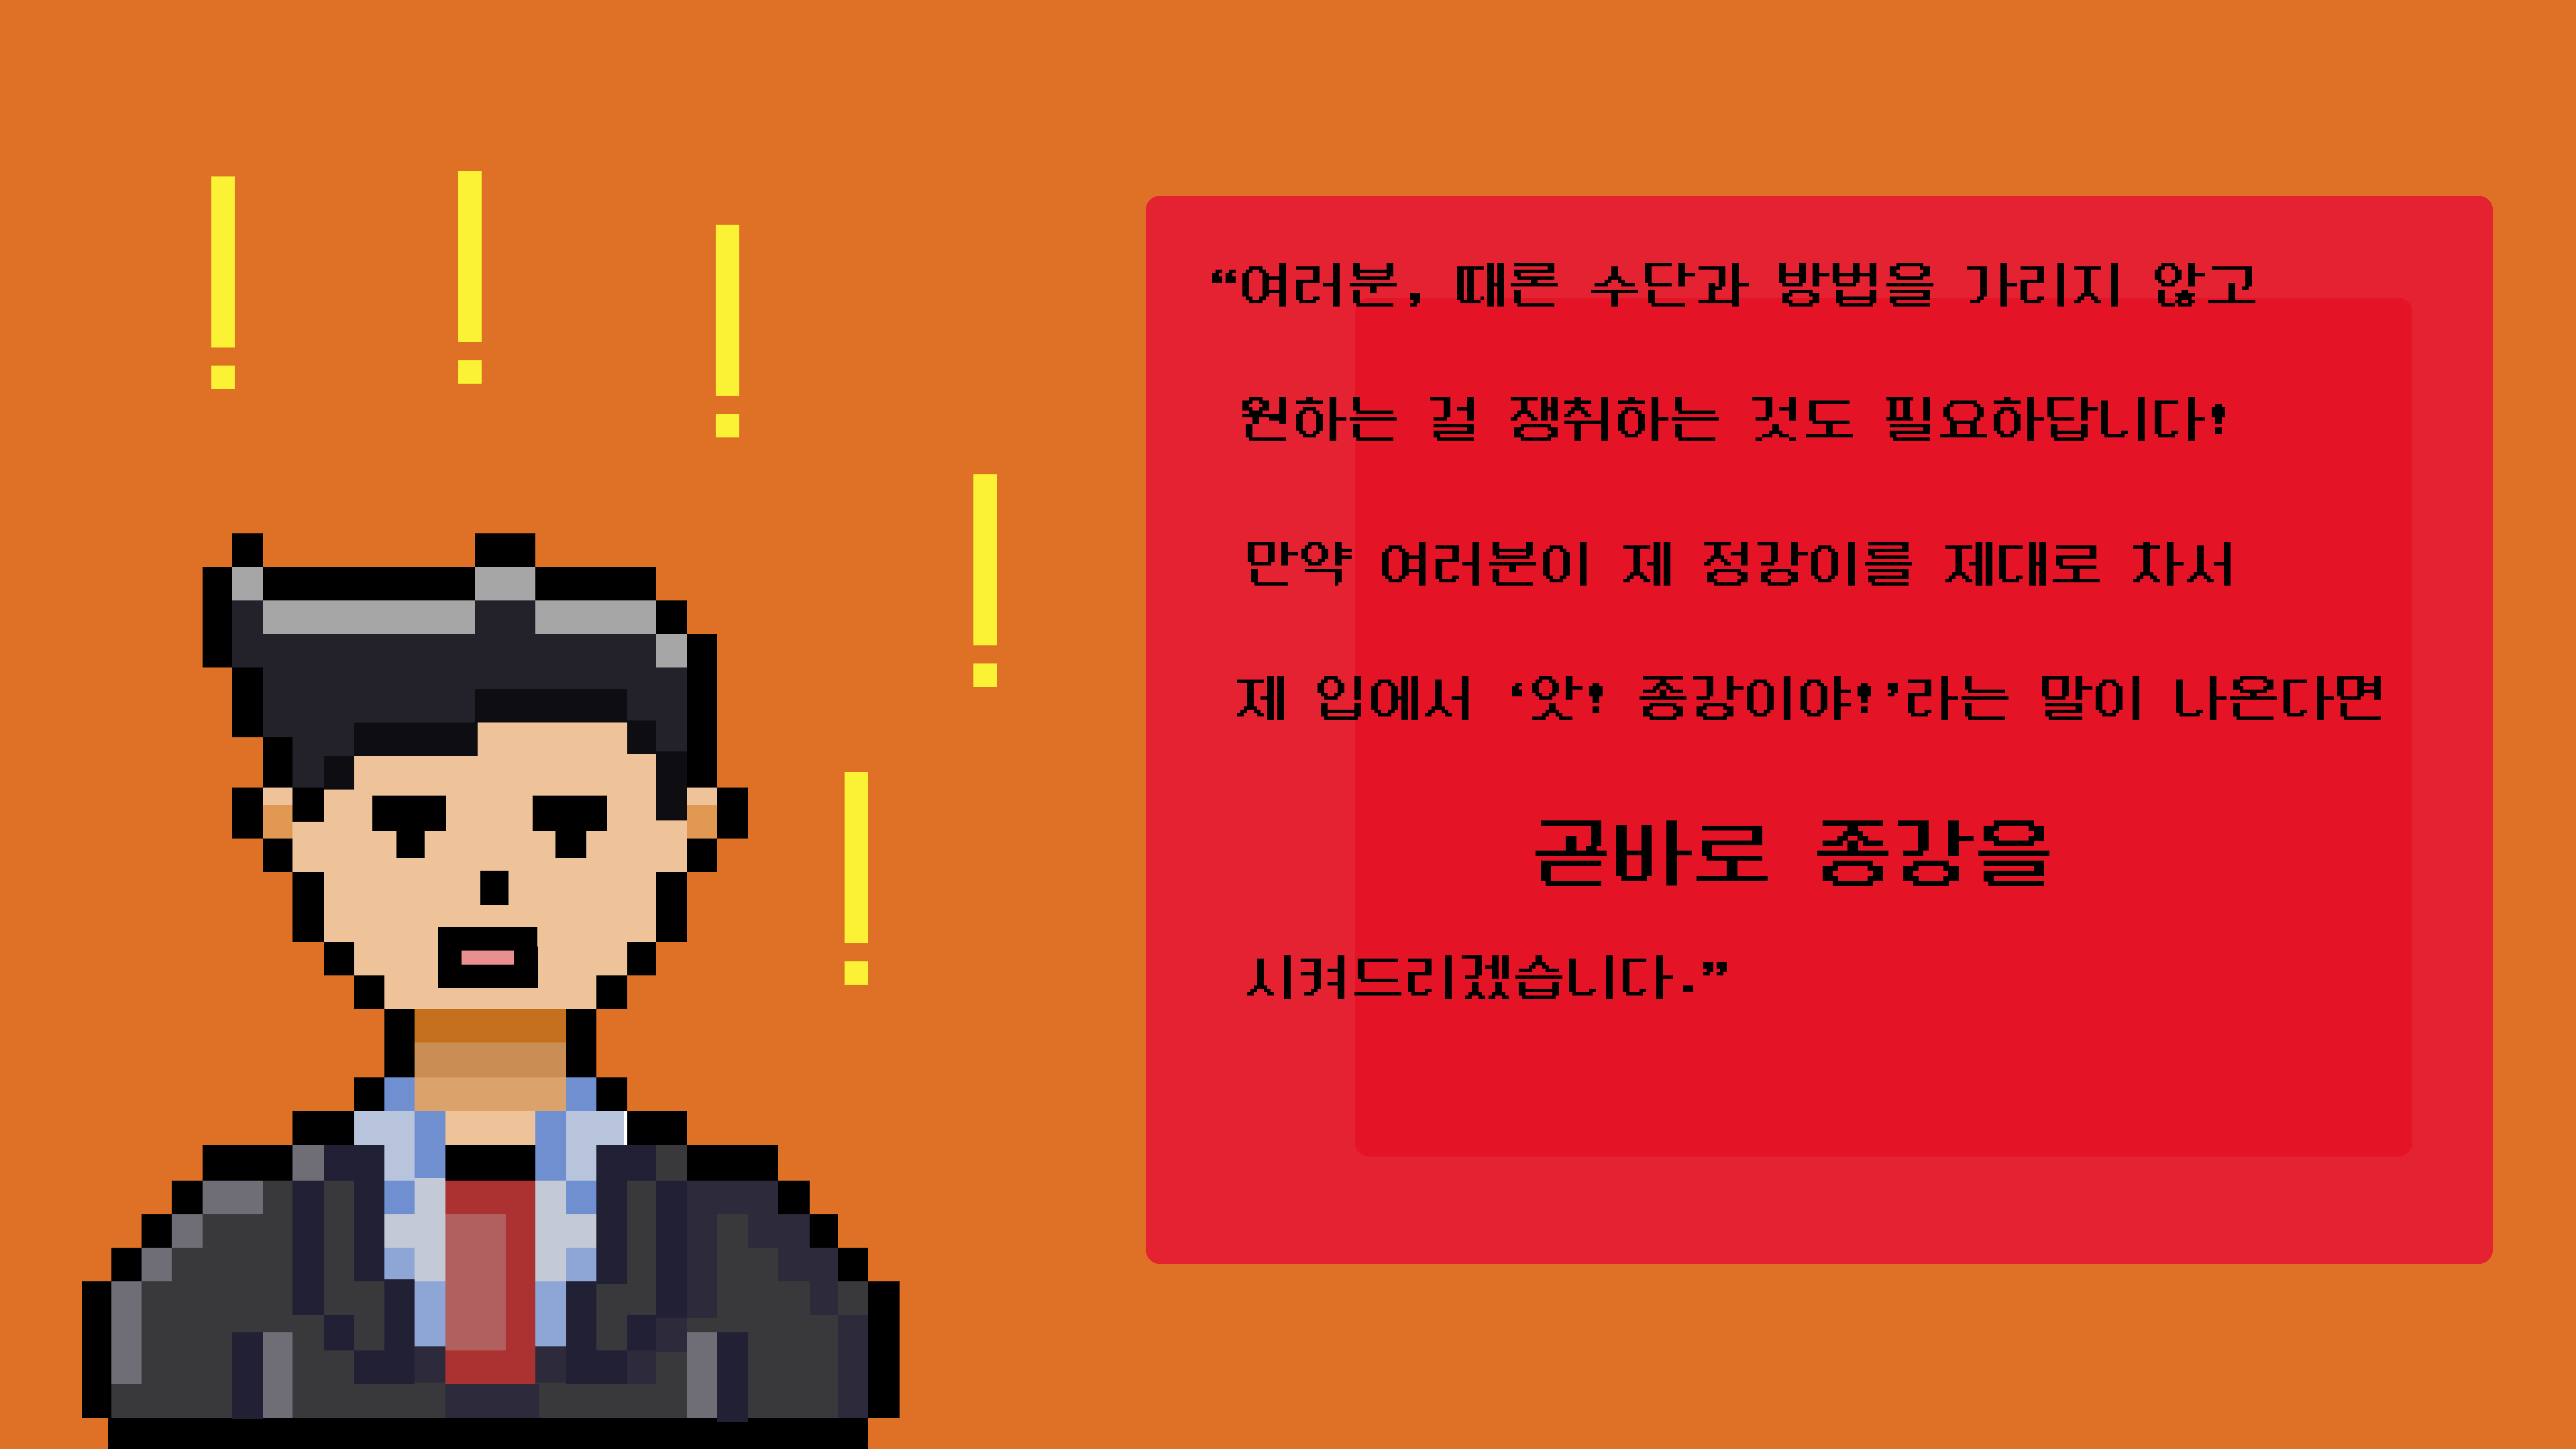 “여러분, 때론 수단과 방법을 가리지 않고
원하는 걸 쟁취하는 것도 필요하답니다!
만약 여러분이 제 정강이를 제대로 차서
제 입에서 ‘앗! 종강이야!’라는 말이 나온다면
곧바로 종강을
시켜드리겠습니다.”